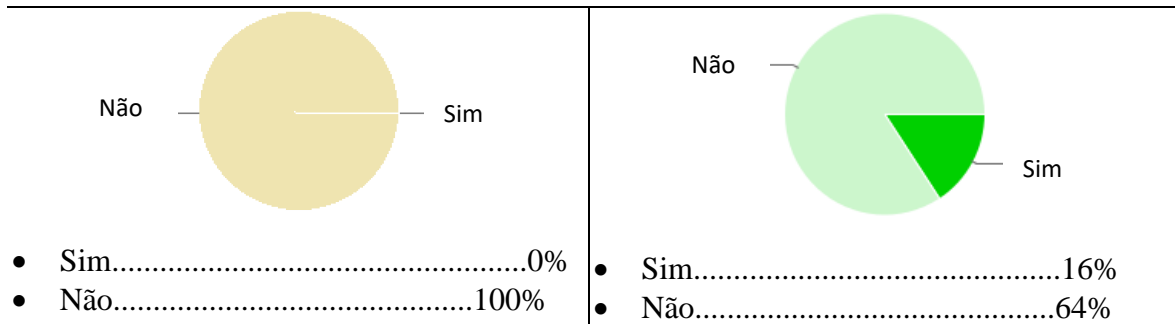 Não
Sim
• Sim.....................................................0%
• Não..............................................100%
Não
Sim
• Sim...............................................16%
• Não..............................................64%